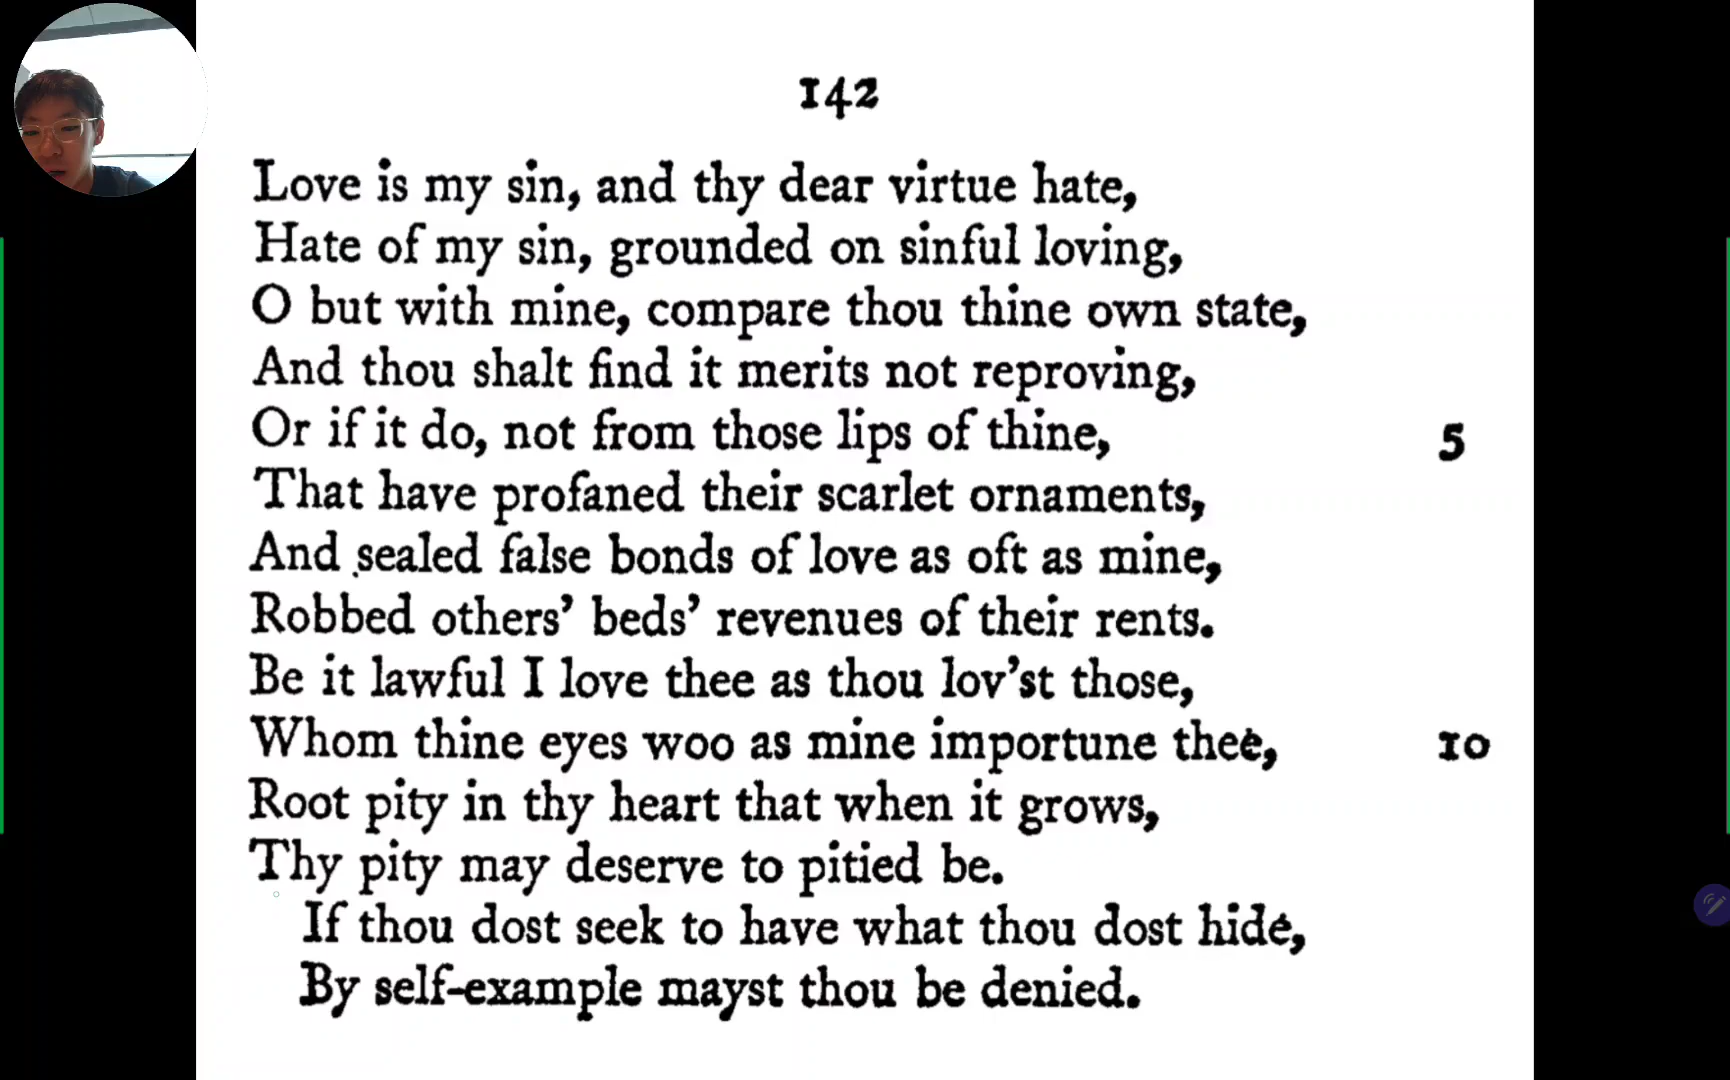 142
Love is my sin, and thy dear virtue hate,
Hate of my sin, grounded on sinful loving,
O but with mine, compare thou thine own state,
And thou shalt find it merits not reproving,
Or if it do, not from those lips of thine, 5
That have profaned their scarlet ornaments,
And sealed false bonds of love as oft as mine,
Robbed others’ beds’ revenues of their rents.
Be it lawful I love thee as thou lov’st those,
Whom thine eyes woo as mine importune thee, 10
Root pity in thy heart that when it grows,
Thy pity may deserve to pitied be.
If thou dost seek to have what thou dost hide,
By self-example mayst thou be denied.